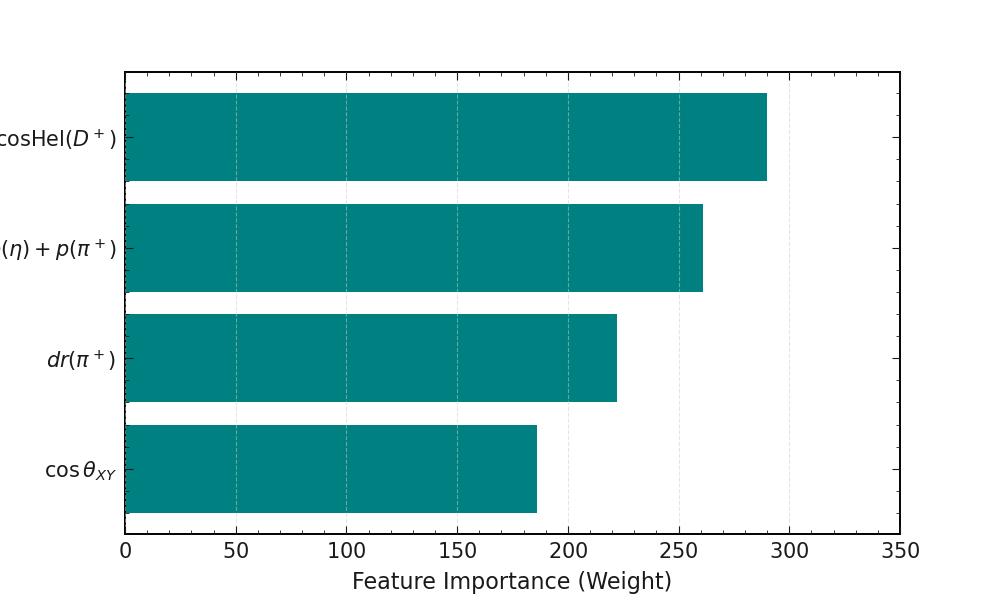 cosHel(D⁺)
(η) + p(π⁺)
dr(π⁺)
cos θ_XY
0 50 100 150 200 250 300 350
Feature Importance (Weight)